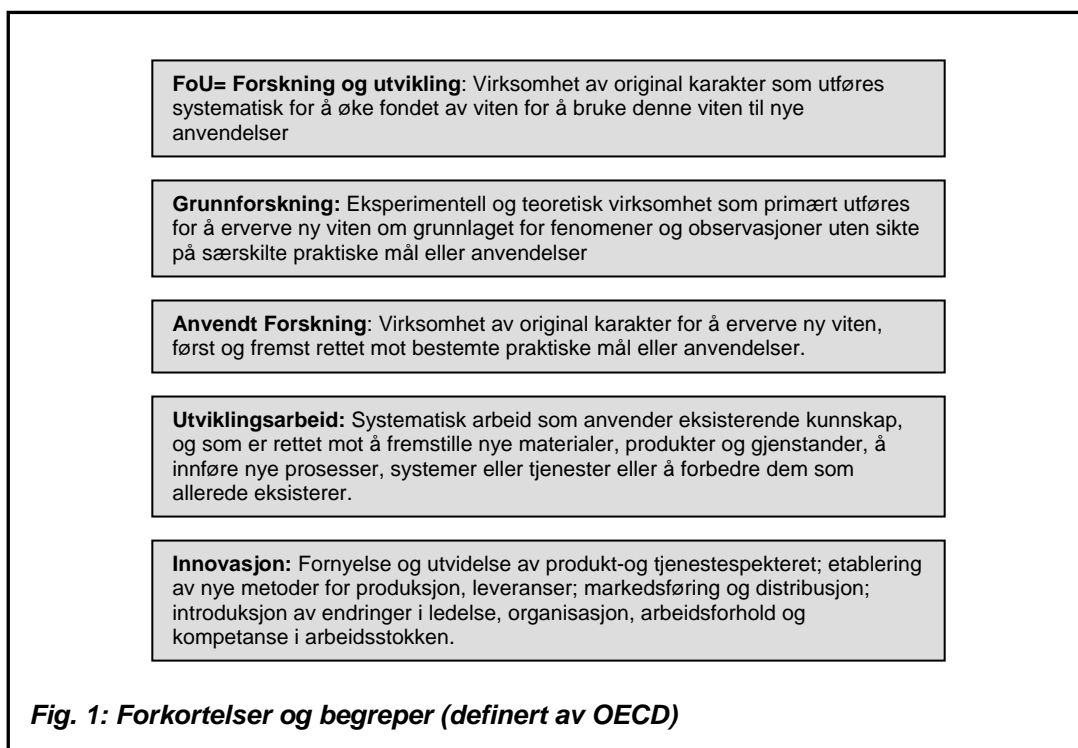 FoU= Forskning og utvikling: Virksomhet av original karakter som utføres
systematisk for å øke fondet av viten for å bruke denne viten til nye
anvendelser
Grunnforskning: Eksperimentell og teoretisk virksomhet som primært utføres
for å erverve ny viten om grunnlaget for fenomener og observasjoner uten sikte
på særskilte praktiske mål eller anvendelser
Anvendt Forskning: Virksomhet av original karakter for å erverve ny viten,
først og fremst rettet mot bestemte praktiske mål eller anvendelser.
Utviklingsarbeid: Systematisk arbeid som anvender eksisterende kunnskap,
og som er rettet mot å fremstille nye materialer, produkter og gjenstander, å
innføre nye prosesser, systemer eller tjenester eller å forbedre dem som
allerede eksisterer.
Innovasjon: Fornyelse og utvidelse av produkt-og tjenestespekteret; etablering
av nye metoder for produksjon, leveranser; markedsføring og distribusjon;
introduksjon av endringer i ledelse, organisasjon, arbeidsforhold og
kompetanse i arbeidsstokken.
Fig. 1: Forkortelser og begreper (definert av OECD)